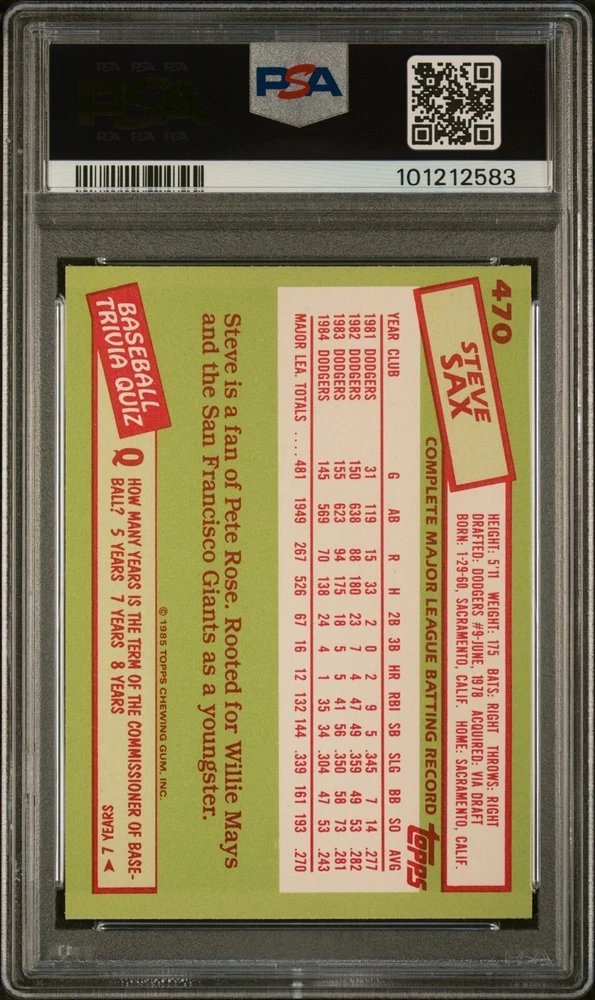 PSA
101212583
470
STEVE
SAX
HEIGHT: 5'11 WEIGHT: 175 BATS: RIGHT THROWS: RIGHT
DRAFTED: DODGERS #9-JUNE, 1978 ACQUIRED: VIA DRAFT
BORN: 1-29-60, SACRAMENTO, CALIF. HOME: SACRAMENTO, CALIF.
COMPLETE MAJOR LEAGUE BATTING RECORD
topps
YEAR CLUB G AB R H 2B 3B HR RBI SB SLG BB SO AVG
1981 DODGERS 31 119 15 33 2 0 2 9 5 .345 7 14 .277
1982 DODGERS 150 638 88 180 23 7 4 47 49 .359 49 53 .282
1983 DODGERS 155 623 94 175 18 5 5 41 56 .350 58 73 .281
1984 DODGERS 145 569 70 138 24 4 1 35 34 .304 47 53 .243
MAJOR LEA. TOTALS ....481 1949 267 526 67 16 12 132 144 .339 161 193 .270
Steve is a fan of Pete Rose. Rooted for Willie Mays
and the San Francisco Giants as a youngster.
© 1985 TOPPS CHEWING GUM, INC.
BASEBALL
TRIVIA QUIZ
Q HOW MANY YEARS IS THE TERM OF THE COMMISSIONER OF BASE-
BALL? 5 YEARS 7 YEARS 8 YEARS
7 YEARS